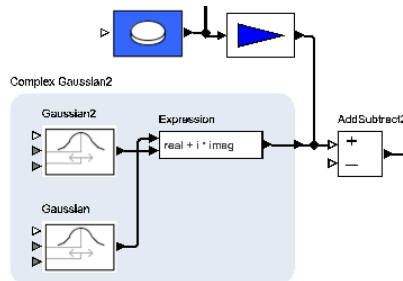 Complex Gaussian2
Gaussian2
Expression
real + i * imag
AddSubtract2
+
−
Gaussian